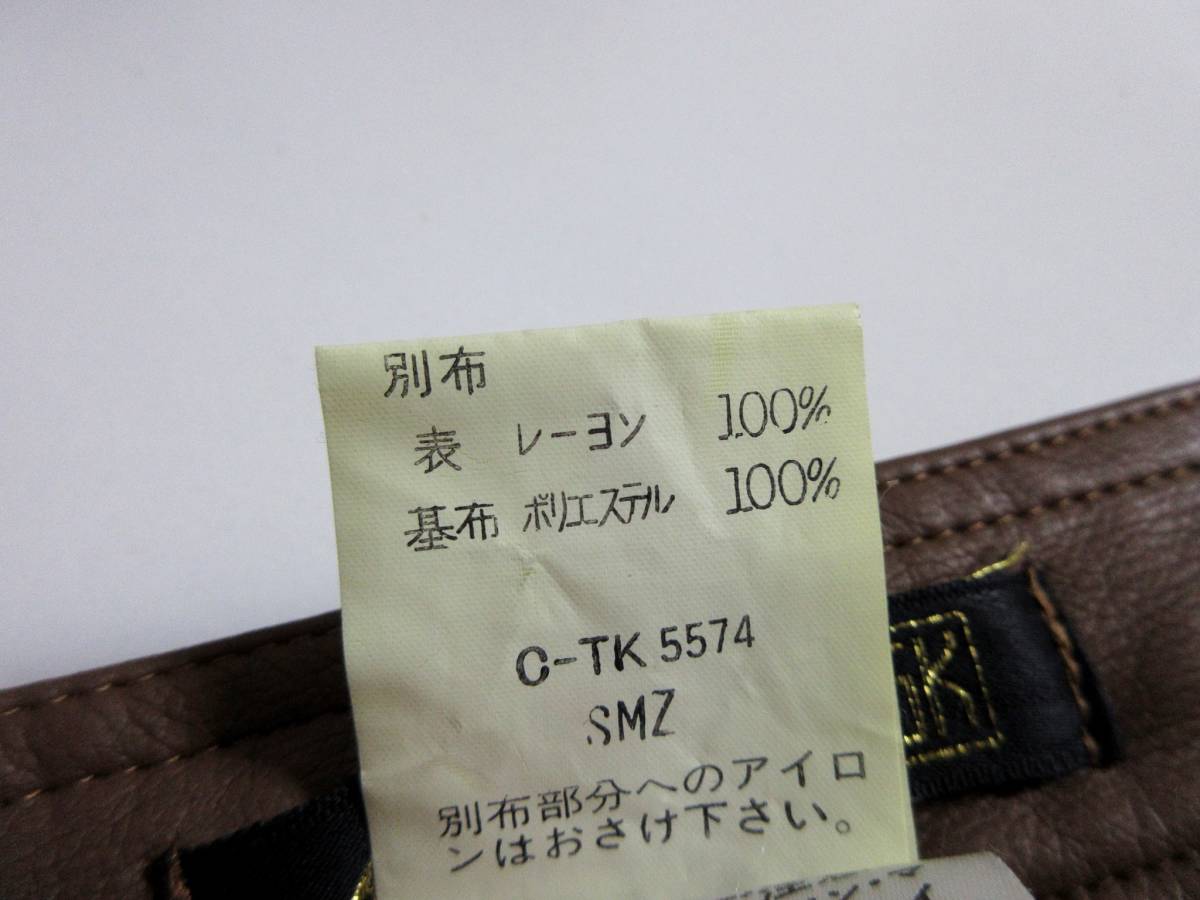 別布
表 レーヨン 100%
基布 ポリエステル 100%
C-TK 5574
SMZ
別布部分へのアイロ
ンはおさけ下さい。